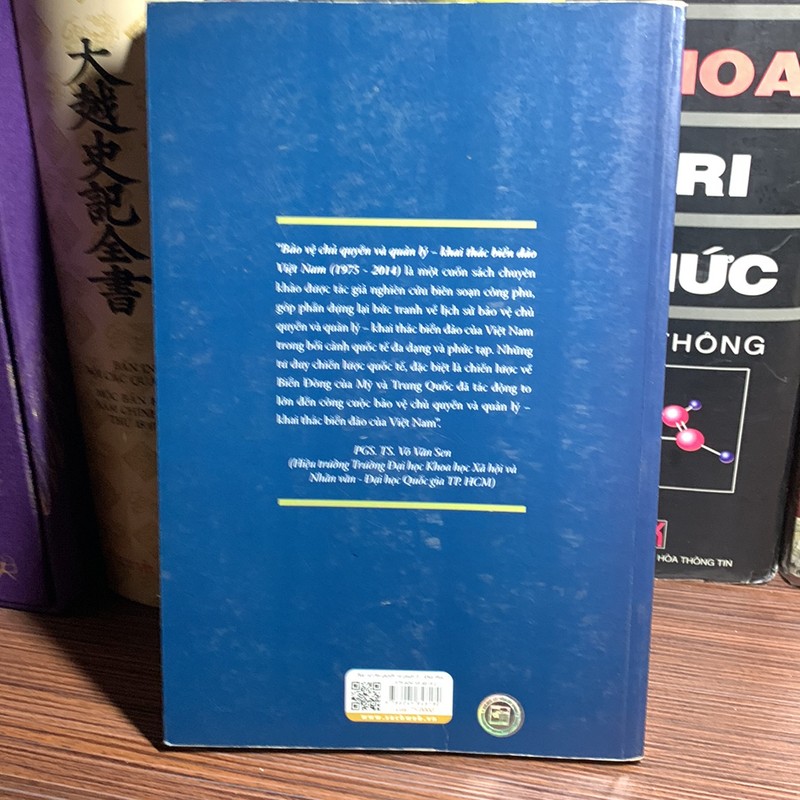 大越史記全書
"Bảo vệ chủ quyền và quản lý – khai thác biển đảo
Việt Nam (1975 - 2014) là một cuốn sách chuyên
khảo được tác giả nghiên cứu biên soạn công phu,
góp phần dựng lại bức tranh về lịch sử bảo vệ chủ
quyền và quản lý – khai thác biển đảo của Việt Nam
trong bối cảnh quốc tế đa dạng và phức tạp. Những
tư duy chiến lược quốc tế, đặc biệt là chiến lược về
Biển Đông của Mỹ và Trung Quốc đã tác động to
lớn đến công cuộc bảo vệ chủ quyền và quản lý –
khai thác biển đảo của Việt Nam".
PGS. TS. Võ Văn Sen
(Hiệu trưởng Trường Đại học Khoa học Xã hội và
Nhân văn - Đại học Quốc gia TP. HCM)
www.sachweb.vn
HOA
RI
HỨC
THÔNG
HÓA THÔNG TIN